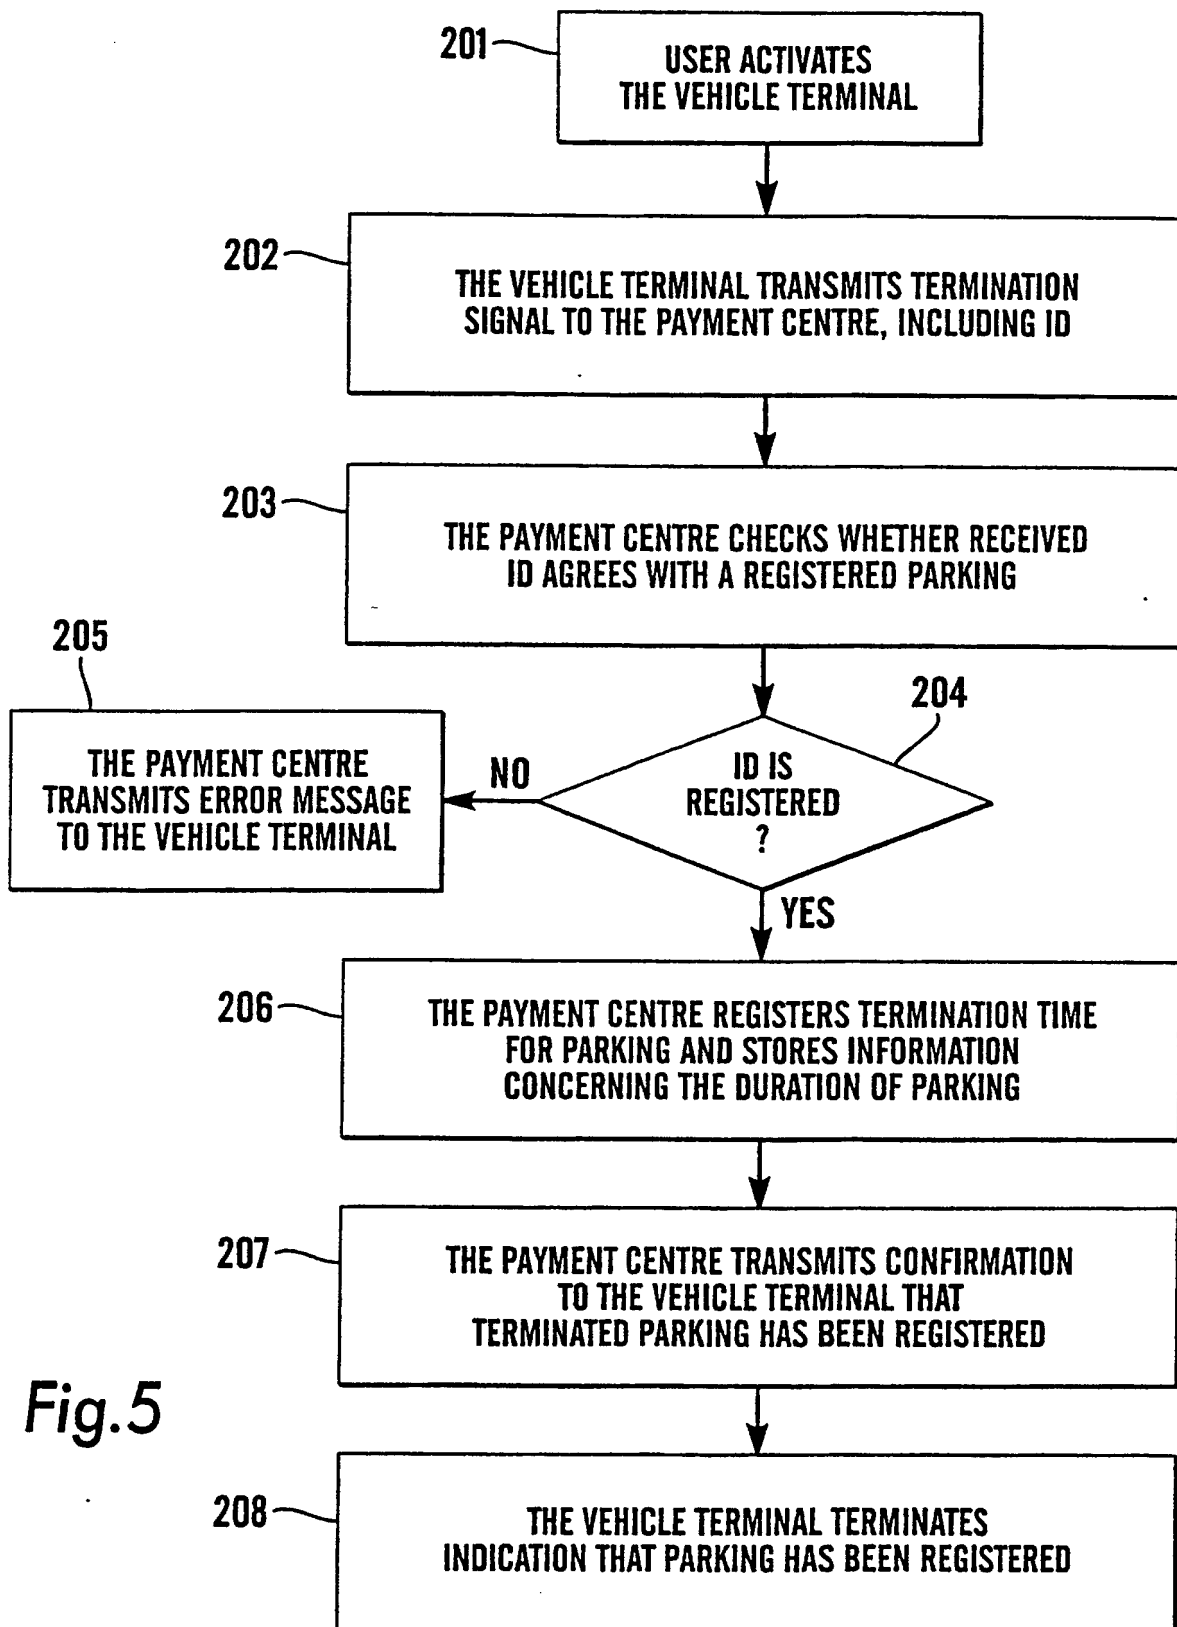 201
USER ACTIVATES
THE VEHICLE TERMINAL
202
THE VEHICLE TERMINAL TRANSMITS TERMINATION
SIGNAL TO THE PAYMENT CENTRE, INCLUDING ID
203
THE PAYMENT CENTRE CHECKS WHETHER RECEIVED
ID AGREES WITH A REGISTERED PARKING
204
ID IS
REGISTERED
?
NO
205
THE PAYMENT CENTRE
TRANSMITS ERROR MESSAGE
TO THE VEHICLE TERMINAL
YES
206
THE PAYMENT CENTRE REGISTERS TERMINATION TIME
FOR PARKING AND STORES INFORMATION
CONCERNING THE DURATION OF PARKING
207
THE PAYMENT CENTRE TRANSMITS CONFIRMATION
TO THE VEHICLE TERMINAL THAT
TERMINATED PARKING HAS BEEN REGISTERED
208
THE VEHICLE TERMINAL TERMINATES
INDICATION THAT PARKING HAS BEEN REGISTERED
Fig.5